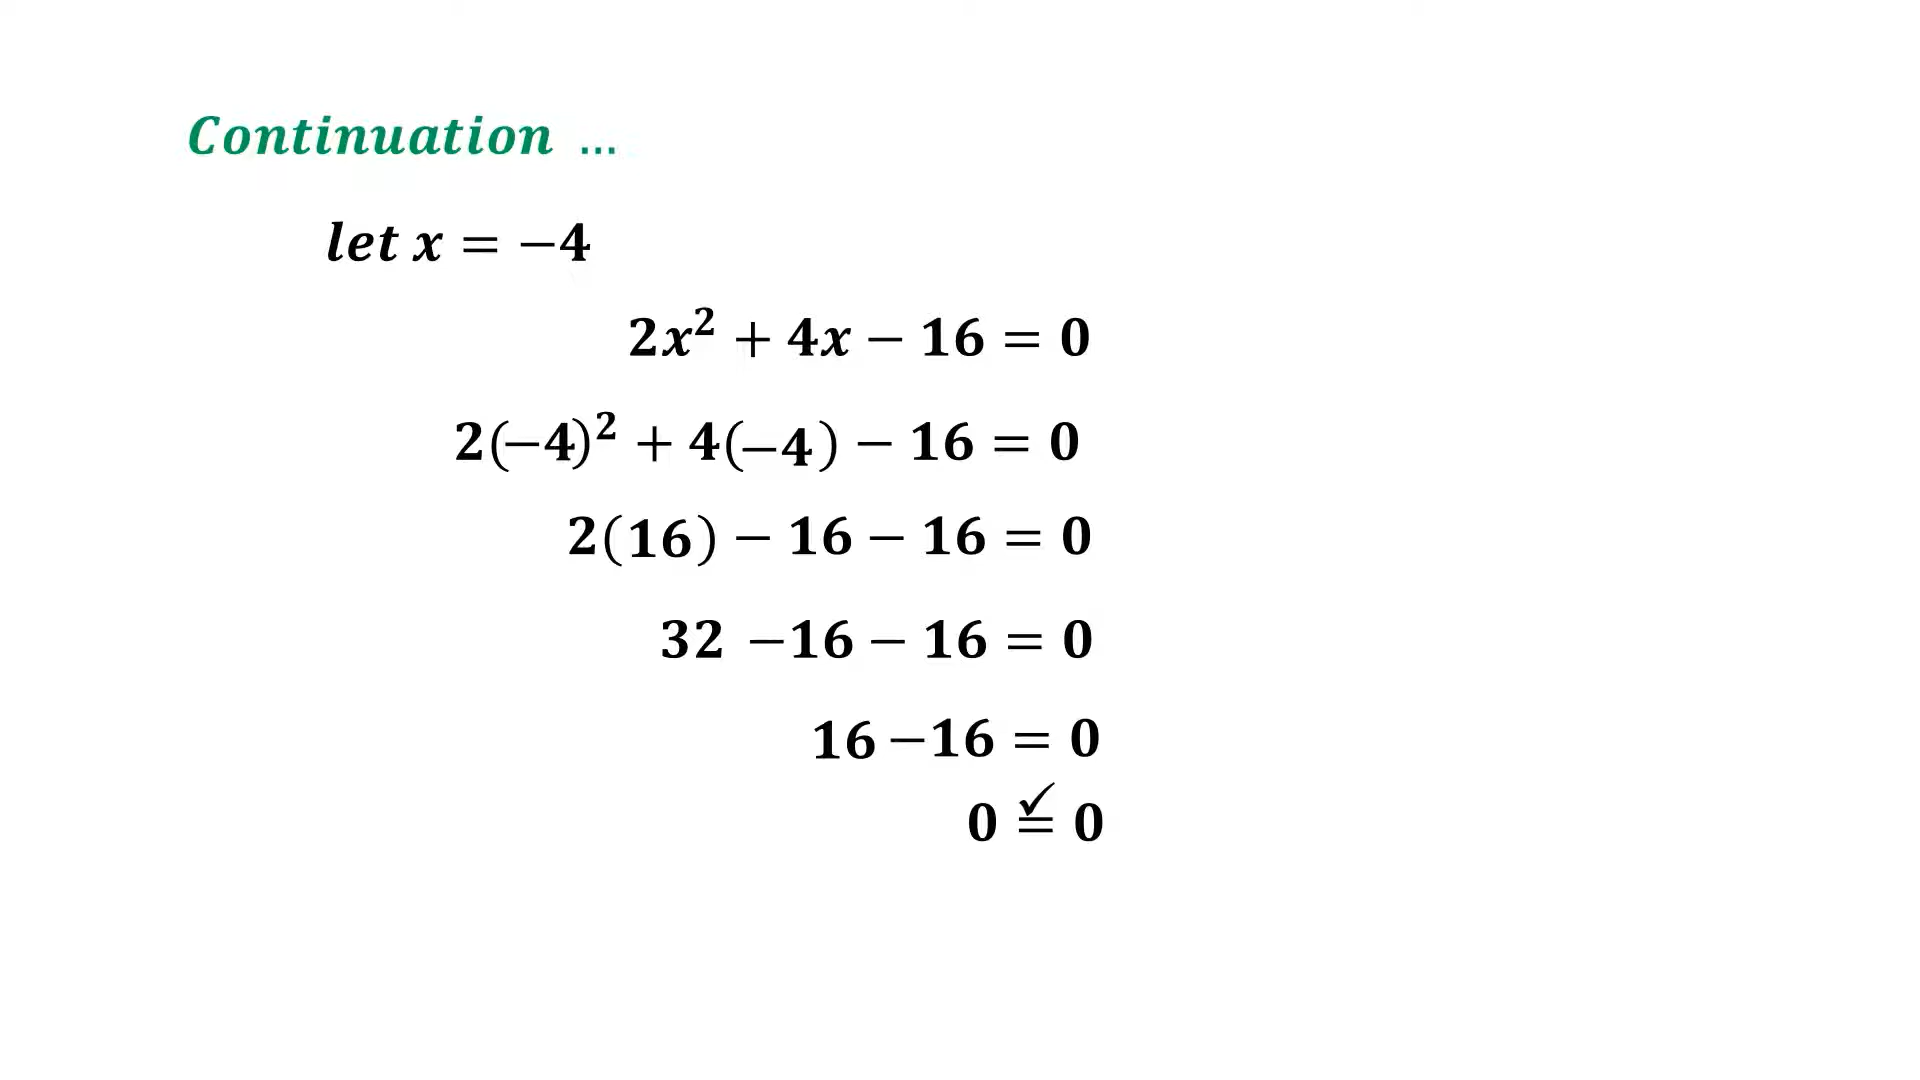 Continuation ...
let x = −4
2x² + 4x − 16 = 0
2(−4)² + 4(−4) − 16 = 0
2(16) − 16 − 16 = 0
32 −16 − 16 = 0
16 −16 = 0
0 = 0 ✓